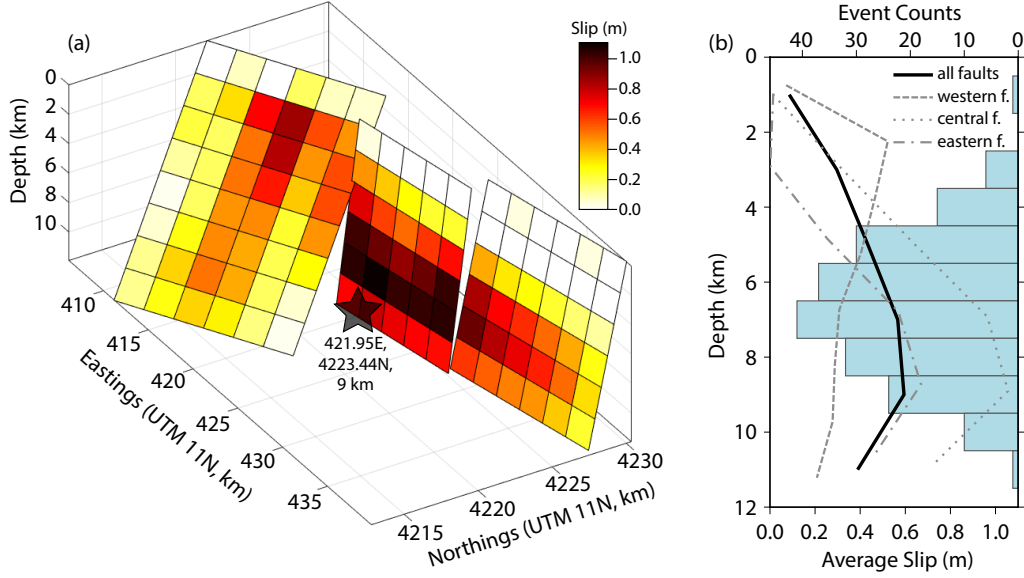 (a)
Slip (m)
1.0
0.8
0.6
0.4
0.2
0.0
Depth (km)
0
2
4
6
8
10
410
415
420
425
430
435
Eastings (UTM 11N, km)
421.95E,
4223.44N,
9 km
4215
4220
4225
4230
Northings (UTM 11N, km)
(b)
Event Counts
40 30 20 10 0
all faults
western f.
central f.
eastern f.
Depth (km)
0
2
4
6
8
10
12
0.0 0.2 0.4 0.6 0.8 1.0
Average Slip (m)